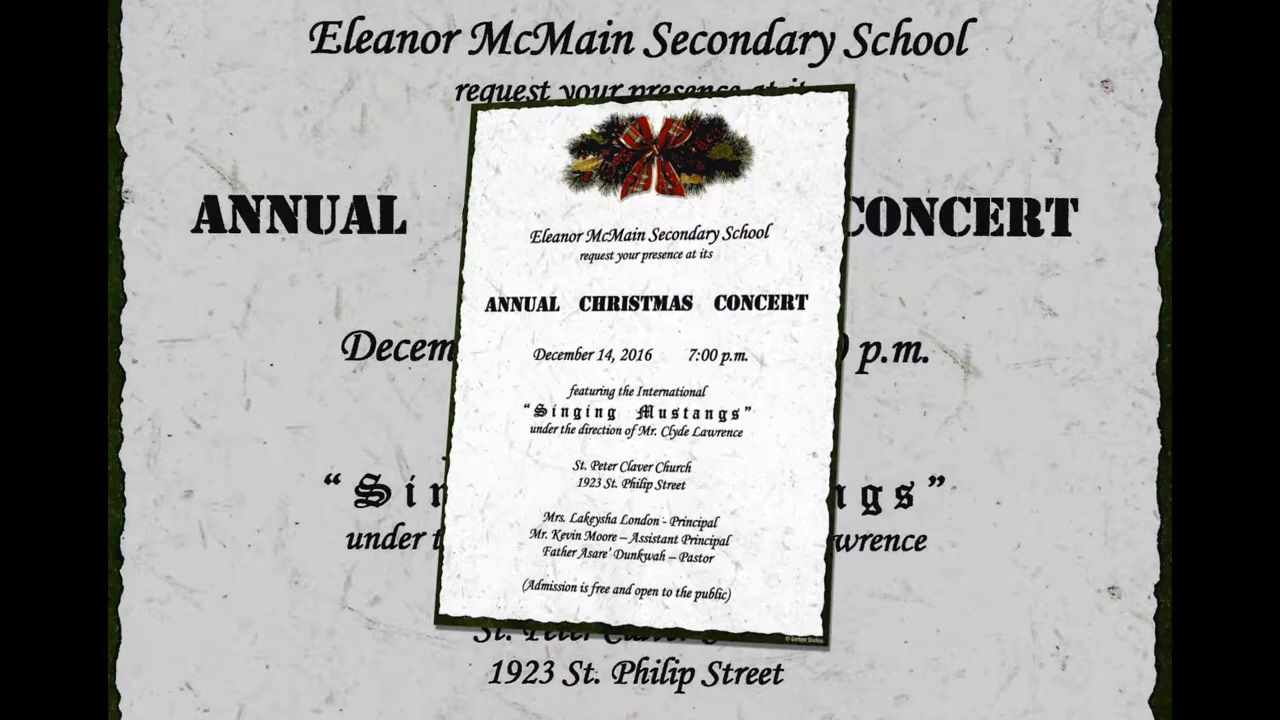 Eleanor McMain Secondary School
request your presence at its
ANNUAL CONCERT
p.m.
under
wrence
1923 St. Philip Street
Eleanor McMain Secondary School
request your presence at its
ANNUAL CHRISTMAS CONCERT
December 14, 2016 7:00 p.m.
featuring the International
"Singing Mustangs"
under the direction of Mr. Clyde Lawrence
St. Peter Claver Church
1923 St. Philip Street
Mrs. Lakeysha London - Principal
Mr. Kevin Moore – Assistant Principal
Father Asare' Dunkwah – Pastor
(Admission is free and open to the public)